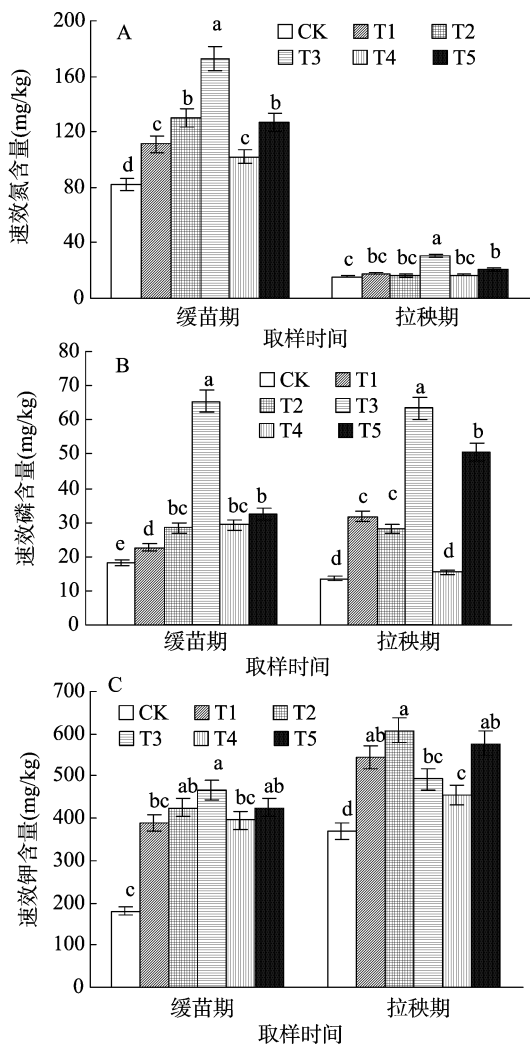 A
CK T1 T2
T3 T4 T5
速效氮含量(mg/kg)
200
160
120
80
40
0
d c b a c b
c bc bc a bc b
缓苗期 拉秧期
取样时间
B
CK T1
T2 T3
T4 T5
速效磷含量(mg/kg)
80
70
60
50
40
30
20
10
0
e d bc a bc b
d c c a d b
缓苗期 拉秧期
取样时间
C
CK T1 T2
T3 T4 T5
速效钾含量(mg/kg)
700
600
500
400
300
200
100
0
c bc ab a bc ab
d ab a bc c ab
缓苗期 拉秧期
取样时间